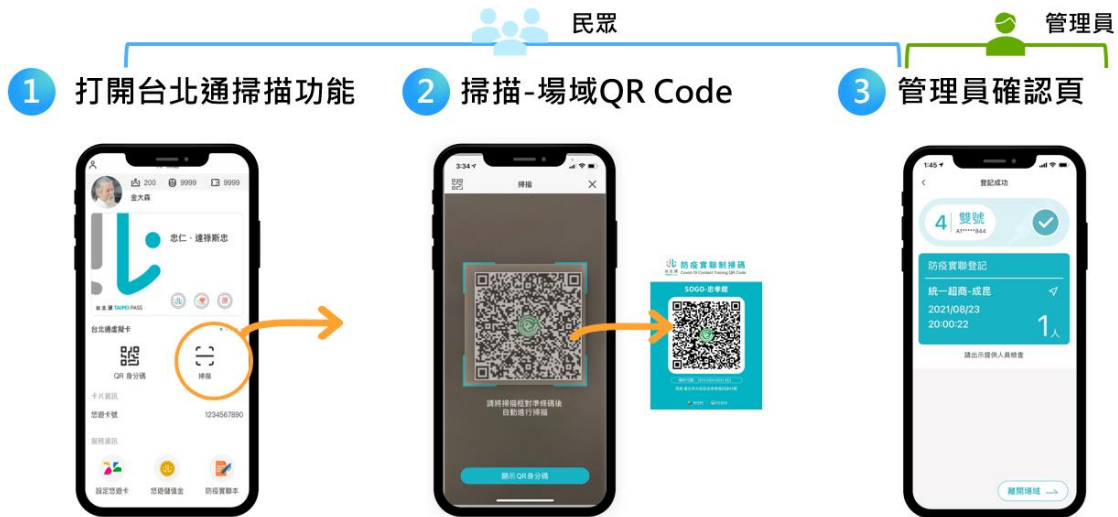 民眾
管理員
1 打開台北通掃描功能
2 掃描-場域QR Code
3 管理員確認頁
200 9999 9999
金大森
忠仁．達祿斯忠
台北通 TAIPEI PASS
台北通虛擬卡
QR 身分碼
掃描
卡片資訊
悠遊卡號 1234567890
服務資訊
設定悠遊卡 悠遊儲值金 防疫實聯本
3:34
掃描
請將掃描框對準條碼後
自動進行掃描
顯示QR身分碼
台北通 防疫實聯制掃碼
Covid-19 Contact Tracing QR Code
SOGO-忠孝館
1:45
登記成功
4 雙號
A1*****844
防疫實聯登記
統一超商-成昆
2021/08/23
20:00:22
1人
請出示提供人員檢查
離開場域